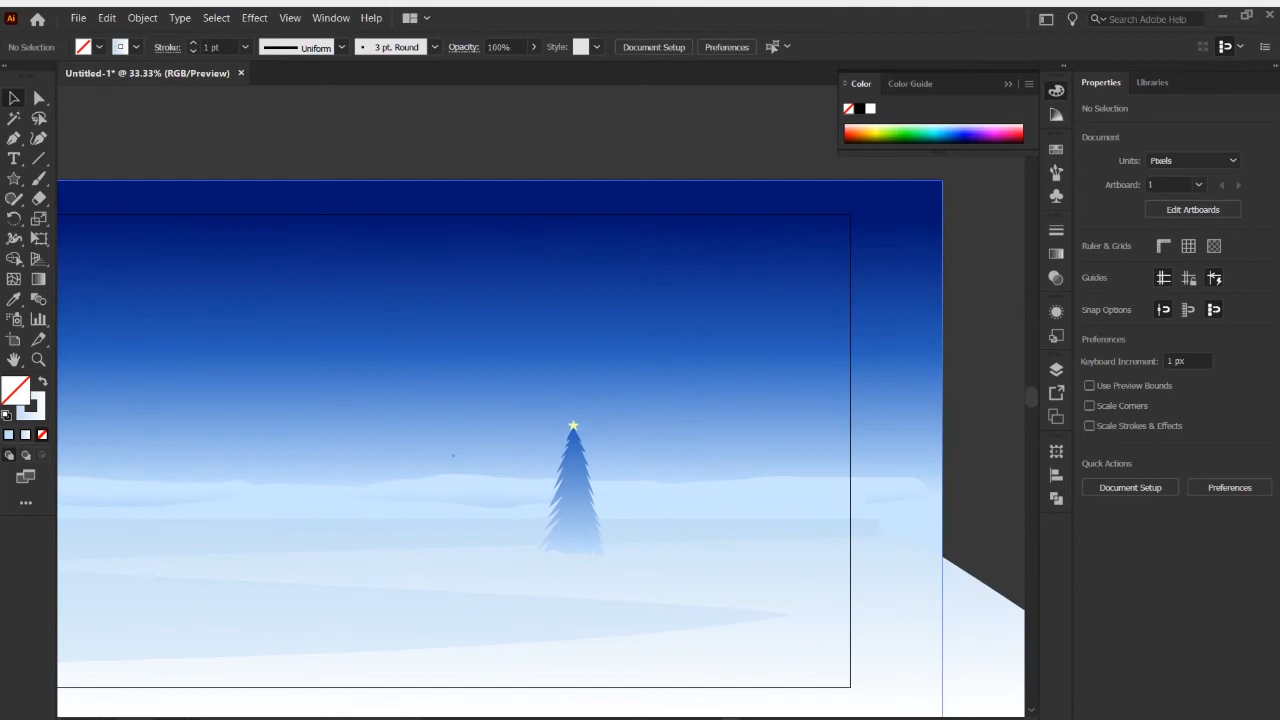 Ai File Edit Object Type Select Effect View Window Help Search Adobe Help
No Selection Stroke: 1 pt Uniform 3 pt. Round Opacity: 100% Style: Document Setup Preferences
Untitled-1* @ 33.33% (RGB/Preview)
Color Color Guide
Properties Libraries
No Selection
Document
Units: Pixels
Artboard: 1
Edit Artboards
Ruler & Grids
Guides
Snap Options
Preferences
Keyboard Increment: 1 px
Use Preview Bounds
Scale Corners
Scale Strokes & Effects
Quick Actions
Document Setup Preferences